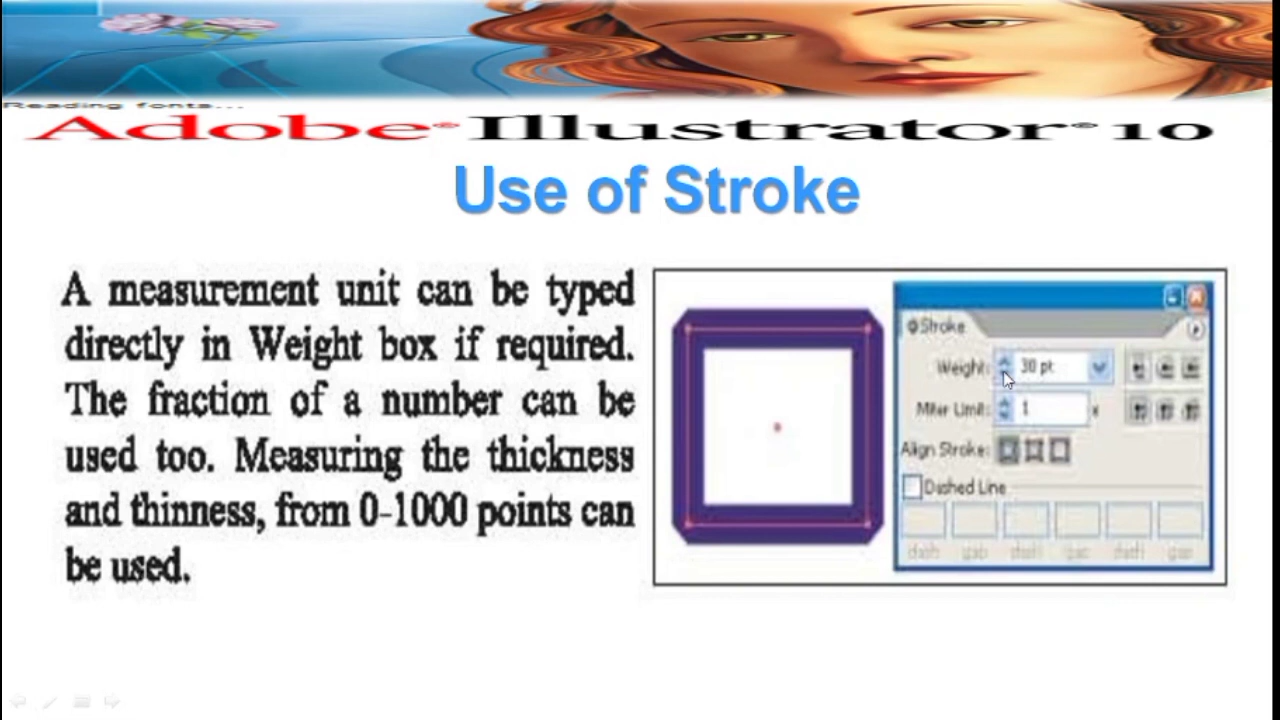 Reading fonts...
Adobe® Illustrator® 10
Use of Stroke
A measurement unit can be typed
directly in Weight box if required.
The fraction of a number can be
used too. Measuring the thickness
and thinness, from 0-1000 points can
be used.
Stroke
Weight: 30 pt
Miter Limit: 1 x
Align Stroke:
Dashed Line
dash gap dash gap dash gap